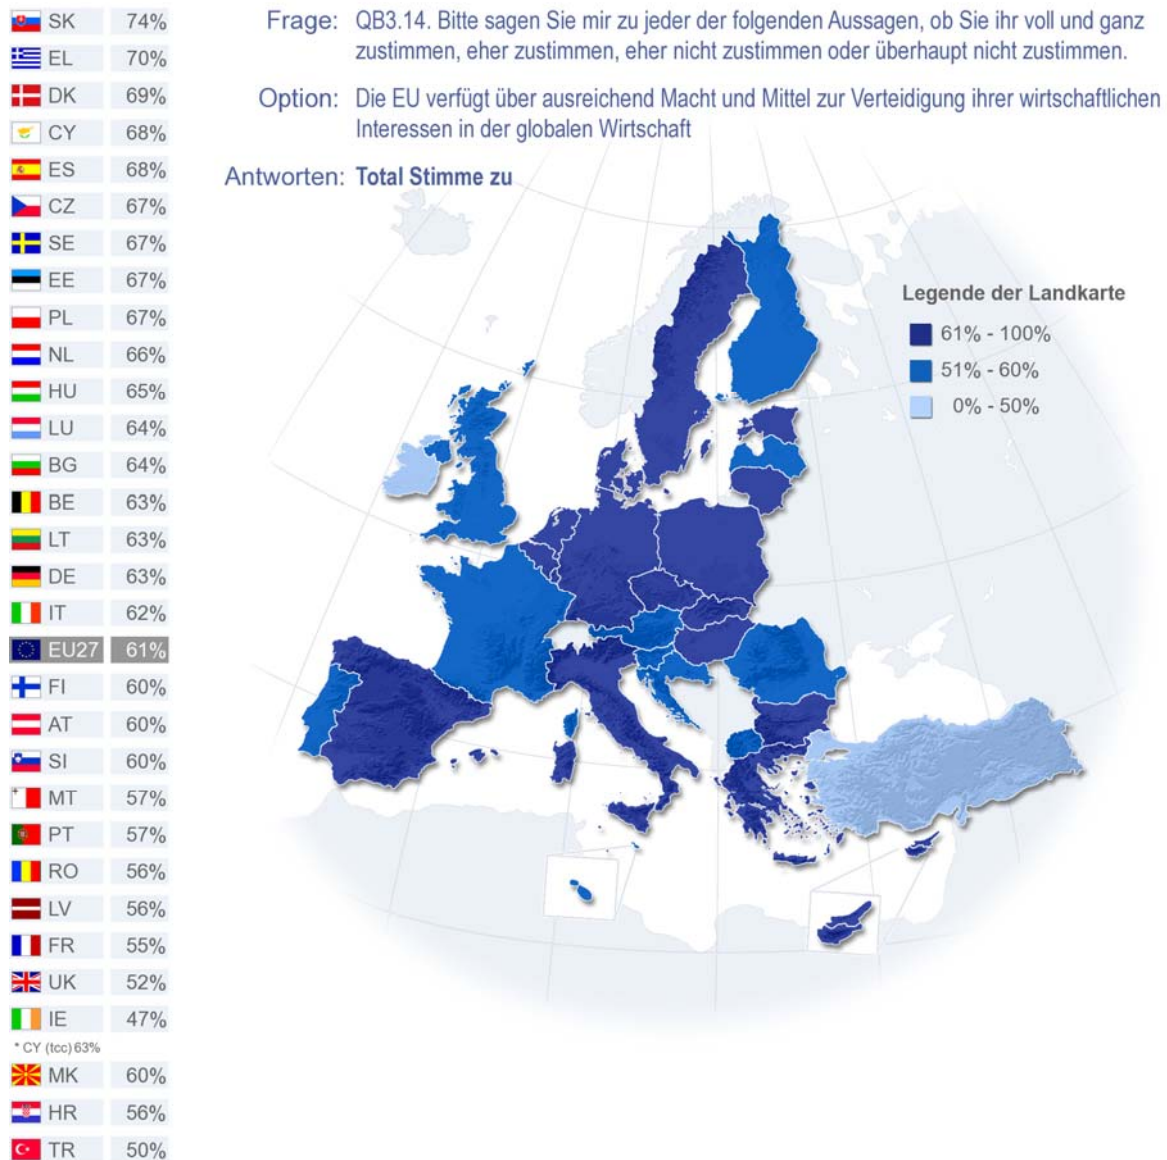 SK 74%
EL 70%
DK 69%
CY 68%
ES 68%
CZ 67%
SE 67%
EE 67%
PL 67%
NL 66%
HU 65%
LU 64%
BG 64%
BE 63%
LT 63%
DE 63%
IT 62%
EU27 61%
FI 60%
AT 60%
SI 60%
MT 57%
PT 57%
RO 56%
LV 56%
FR 55%
UK 52%
IE 47%
* CY (tcc) 63%
MK 60%
HR 56%
TR 50%
Frage: QB3.14. Bitte sagen Sie mir zu jeder der folgenden Aussagen, ob Sie ihr voll und ganz
zustimmen, eher zustimmen, eher nicht zustimmen oder überhaupt nicht zustimmen.
Option: Die EU verfügt über ausreichend Macht und Mittel zur Verteidigung ihrer wirtschaftlichen
Interessen in der globalen Wirtschaft
Antworten: Total Stimme zu
Legende der Landkarte
61% - 100%
51% - 60%
0% - 50%